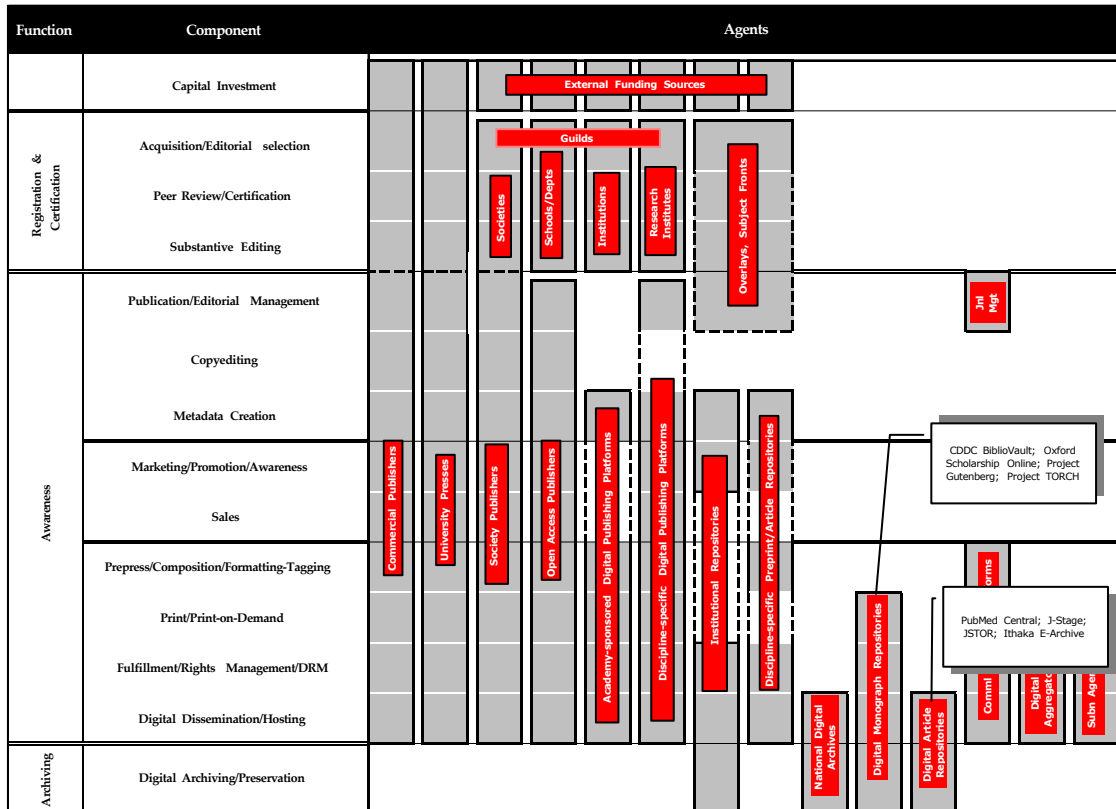 Function
Component
Agents
Capital Investment
External Funding Sources
Registration &
Certification
Acquisition/Editorial selection
Guilds
Peer Review/Certification
Substantive Editing
Societies
Schools/Depts
Institutions
Research
Institutes
Overlays, Subject Fronts
Awareness
Publication/Editorial Management
Jnl
Mgt
Copyediting
Metadata Creation
Marketing/Promotion/Awareness
Sales
Prepress/Composition/Formatting-Tagging
Print/Print-on-Demand
Fulfillment/Rights Management/DRM
Digital Dissemination/Hosting
Commercial Publishers
University Presses
Society Publishers
Open Access Publishers
Academy-sponsored Digital Publishing Platforms
Discipline-specific Digital Publishing Platforms
Institutional Repositories
Discipline-specific Preprint/Article Repositories
CDDC BiblioVault; Oxford
Scholarship Online; Project
Gutenberg; Project TORCH
PubMed Central; J-Stage;
JSTOR; Ithaka E-Archive
National Digital
Archives
Digital Monograph Repositories
Digital Article
Repositories
Comml
Digital
Subn
Archiving
Digital Archiving/Preservation